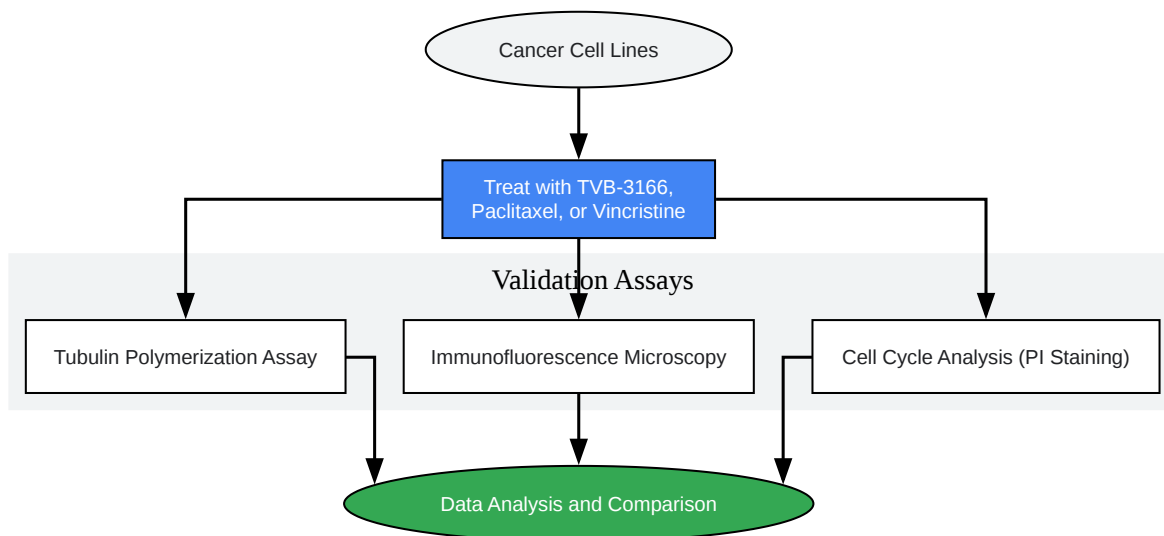 Cancer Cell Lines
Treat with TVB-3166,
Paclitaxel, or Vincristine
Validation Assays
Tubulin Polymerization Assay
Immunofluorescence Microscopy
Cell Cycle Analysis (PI Staining)
Data Analysis and Comparison